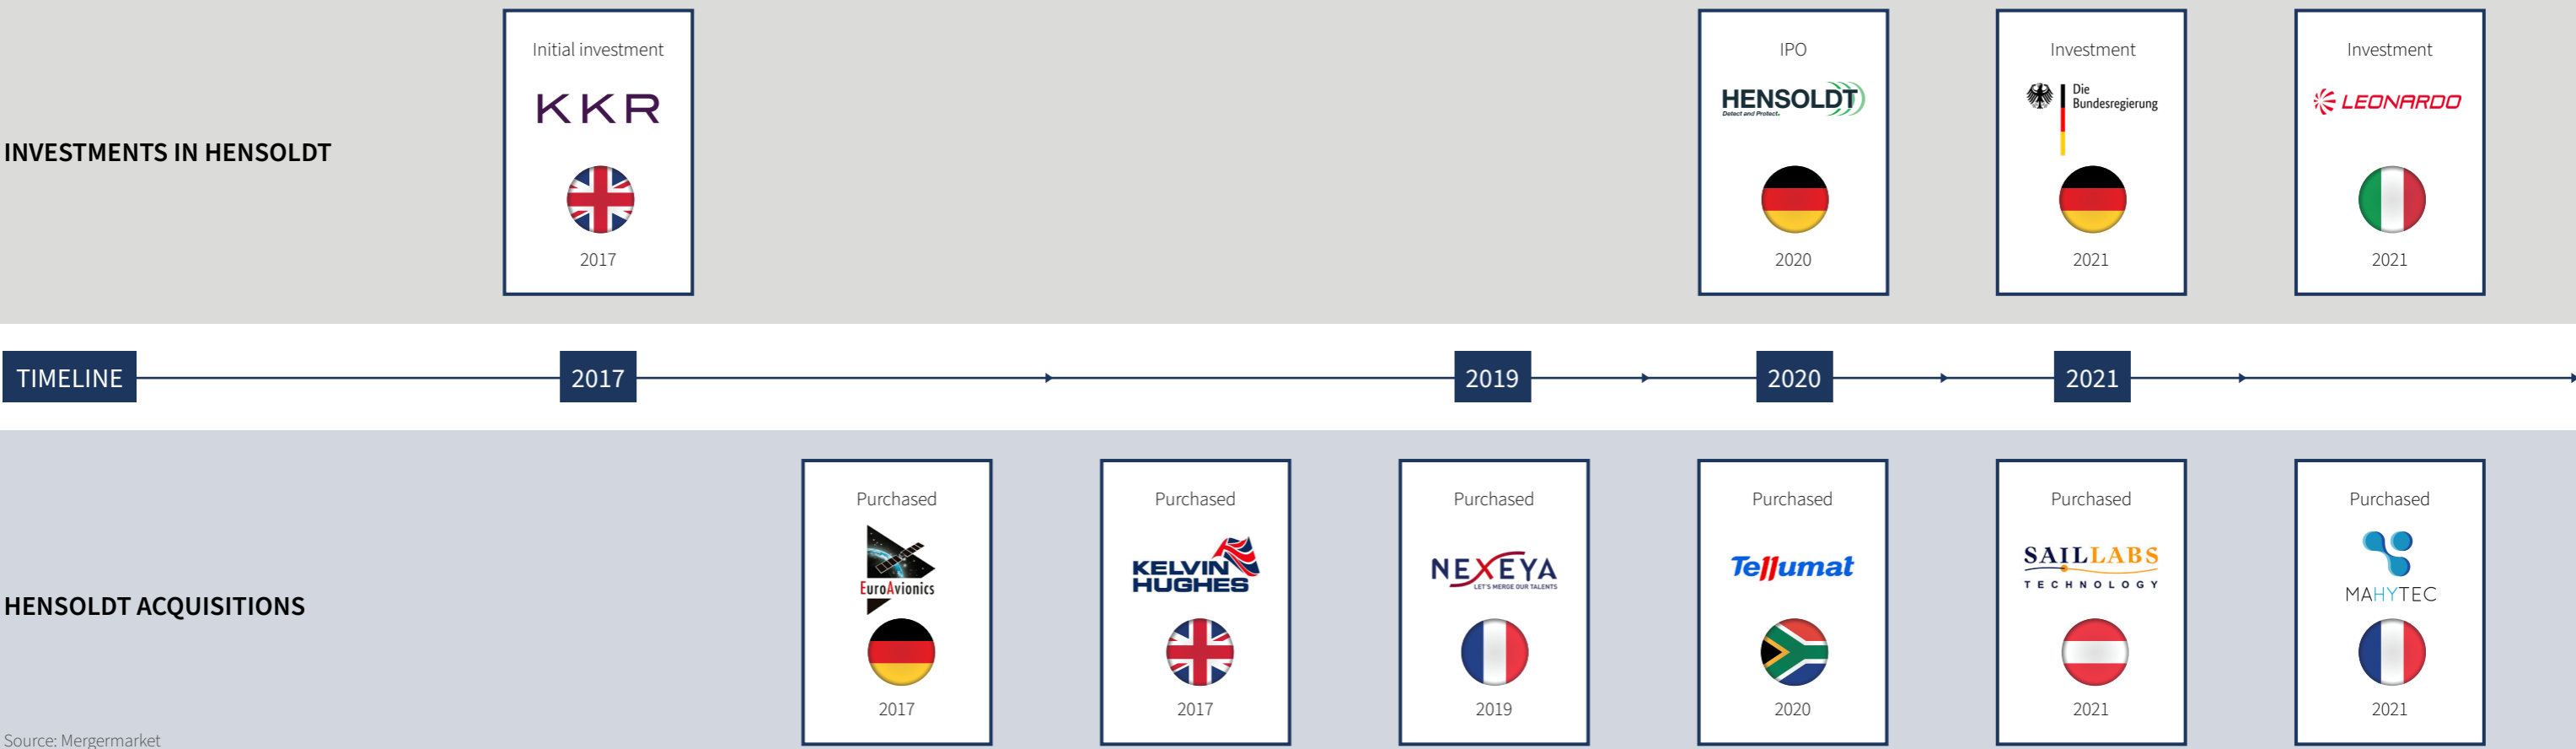 INVESTMENTS IN HENSOLDT
Initial investment
KKR
2017
IPO
HENSOLDT
Detect and Protect.
2020
Investment
Die
Bundesregierung
2021
Investment
LEONARDO
2021
TIMELINE
2017
2019
2020
2021
HENSOLDT ACQUISITIONS
Purchased
EuroAvionics
2017
Purchased
KELVIN
HUGHES
2017
Purchased
NEXEYA
LET'S MERGE OUR TALENTS
2019
Purchased
Tellumat
2020
Purchased
SAIL LABS
TECHNOLOGY
2021
Purchased
MAHYTEC
2021
Source: Mergermarket